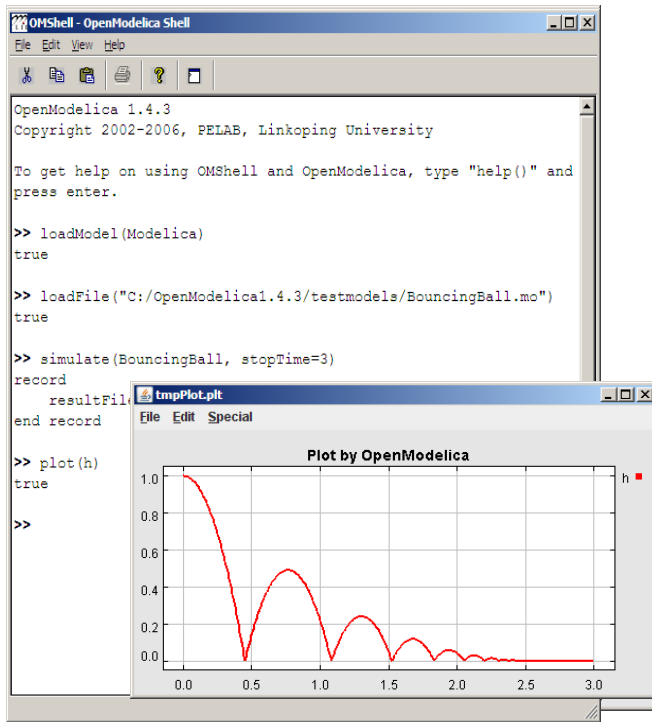 OMShell - OpenModelica Shell
File Edit View Help
OpenModelica 1.4.3
Copyright 2002-2006, PELAB, Linkoping University
To get help on using OMShell and OpenModelica, type "help()" and
press enter.
>> loadModel(Modelica)
true
>> loadFile("C:/OpenModelica1.4.3/testmodels/BouncingBall.mo")
true
>> simulate(BouncingBall, stopTime=3)
record
resultFile
end record
>> plot(h)
true
>>
tmpPlot.plt
File Edit Special
Plot by OpenModelica
h
1.0
0.8
0.6
0.4
0.2
0.0
0.0 0.5 1.0 1.5 2.0 2.5 3.0